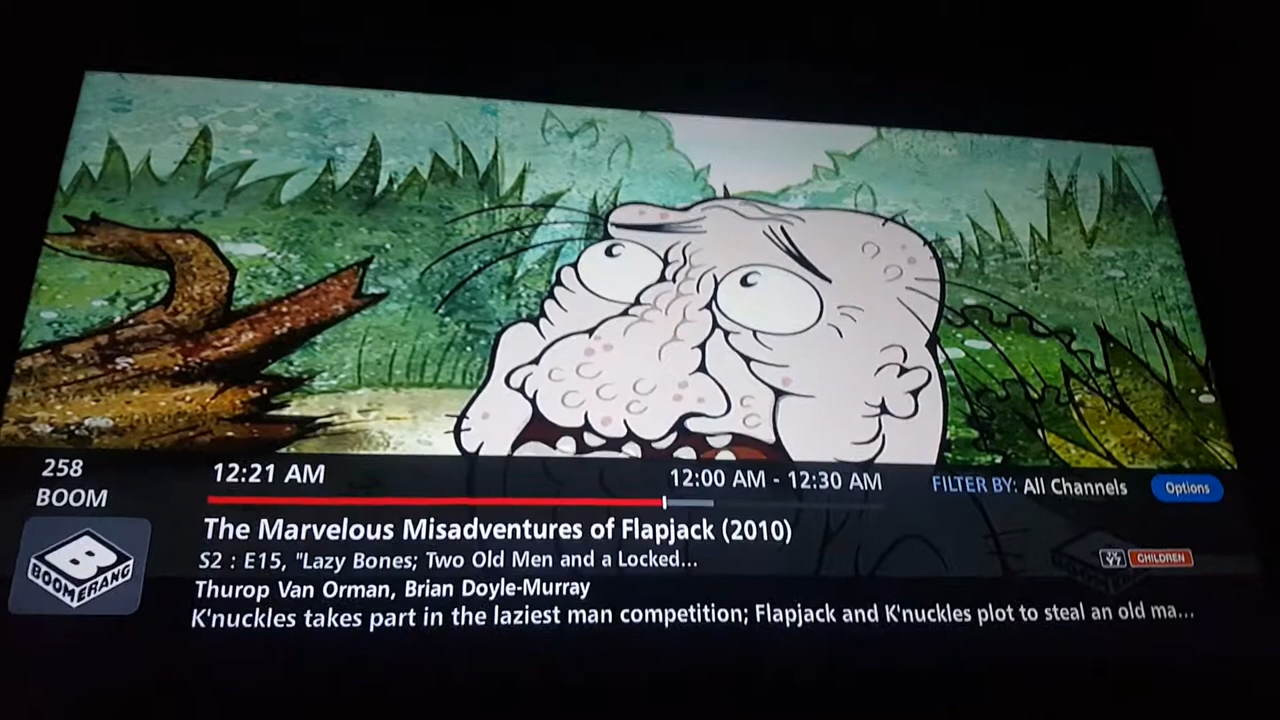 258
BOOM
BOOMERANG
12:21 AM
12:00 AM - 12:30 AM
FILTER BY: All Channels
Options
The Marvelous Misadventures of Flapjack (2010)
S2 : E15, "Lazy Bones; Two Old Men and a Locked...
TV Y7
CHILDREN
Thurop Van Orman, Brian Doyle-Murray
K'nuckles takes part in the laziest man competition; Flapjack and K'nuckles plot to steal an old ma...